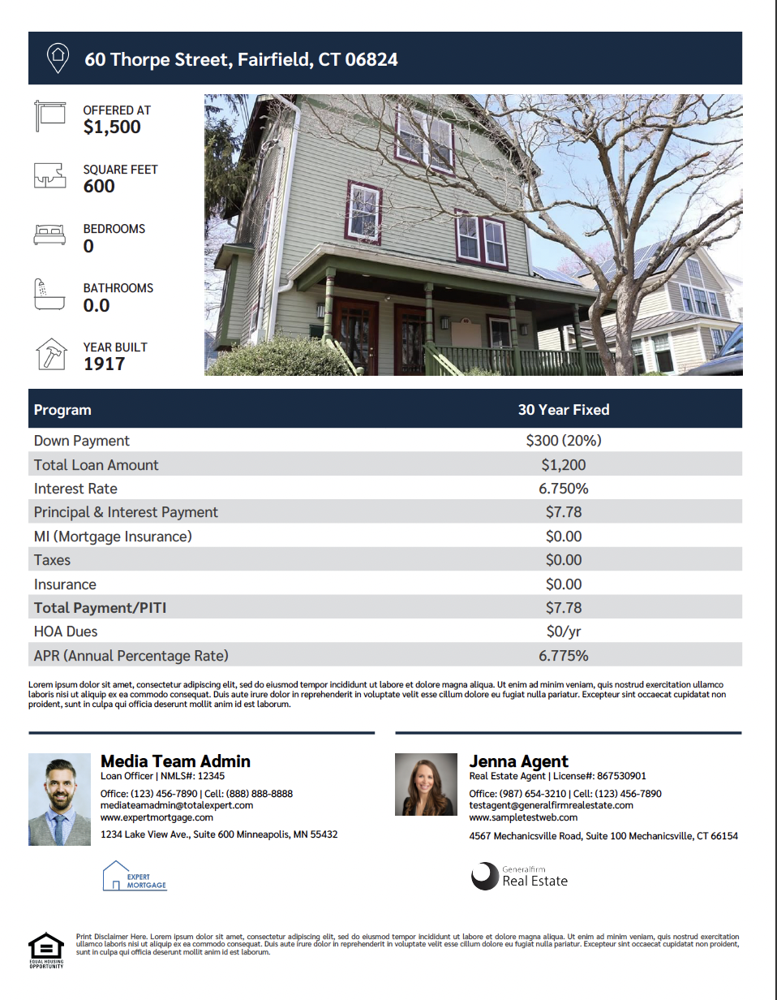 60 Thorpe Street, Fairfield, CT 06824
OFFERED AT
$1,500
SQUARE FEET
600
BEDROOMS
0
BATHROOMS
0.0
YEAR BUILT
1917
Program 30 Year Fixed
Down Payment $300 (20%)
Total Loan Amount $1,200
Interest Rate 6.750%
Principal & Interest Payment $7.78
MI (Mortgage Insurance) $0.00
Taxes $0.00
Insurance $0.00
Total Payment/PITI $7.78
HOA Dues $0/yr
APR (Annual Percentage Rate) 6.775%
Lorem ipsum dolor sit amet, consectetur adipiscing elit, sed do eiusmod tempor incididunt ut labore et dolore magna aliqua. Ut enim ad minim veniam, quis nostrud exercitation ullamco
laboris nisi ut aliquip ex ea commodo consequat. Duis aute irure dolor in reprehenderit in voluptate velit esse cillum dolore eu fugiat nulla pariatur. Excepteur sint occaecat cupidatat non
proident, sunt in culpa qui officia deserunt mollit anim id est laborum.
Media Team Admin
Loan Officer | NMLS#: 12345
Office: (123) 456-7890 | Cell: (888) 888-8888
mediateamadmin@totalexpert.com
www.expertmortgage.com
1234 Lake View Ave., Suite 600 Minneapolis, MN 55432
EXPERT
MORTGAGE
Jenna Agent
Real Estate Agent | License#: 867530901
Office: (987) 654-3210 | Cell: (123) 456-7890
testagent@generalfirmrealestate.com
www.sampletestweb.com
4567 Mechanicsville Road, Suite 100 Mechanicsville, CT 66154
Generalfirm
Real Estate
EQUAL HOUSING
OPPORTUNITY
Print Disclaimer Here. Lorem ipsum dolor sit amet, consectetur adipiscing elit, sed do eiusmod tempor incididunt ut labore et dolore magna aliqua. Ut enim ad minim veniam, quis nostrud exercitation
ullamco laboris nisi ut aliquip ex ea commodo consequat. Duis aute irure dolor in reprehenderit in voluptate velit esse cillum dolore eu fugiat nulla pariatur. Excepteur sint occaecat cupidatat non proident,
sunt in culpa qui officia deserunt mollit anim id est laborum.